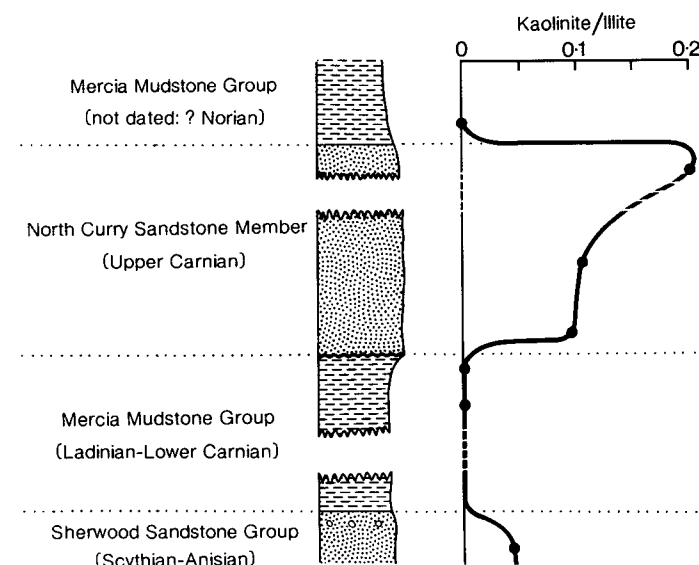 Kaolinite/Illite
0 0·1 0·2
Mercia Mudstone Group
(not dated: ? Norian)
North Curry Sandstone Member
(Upper Carnian)
Mercia Mudstone Group
(Ladinian-Lower Carnian)
Sherwood Sandstone Group
(Scythian-Anisian)